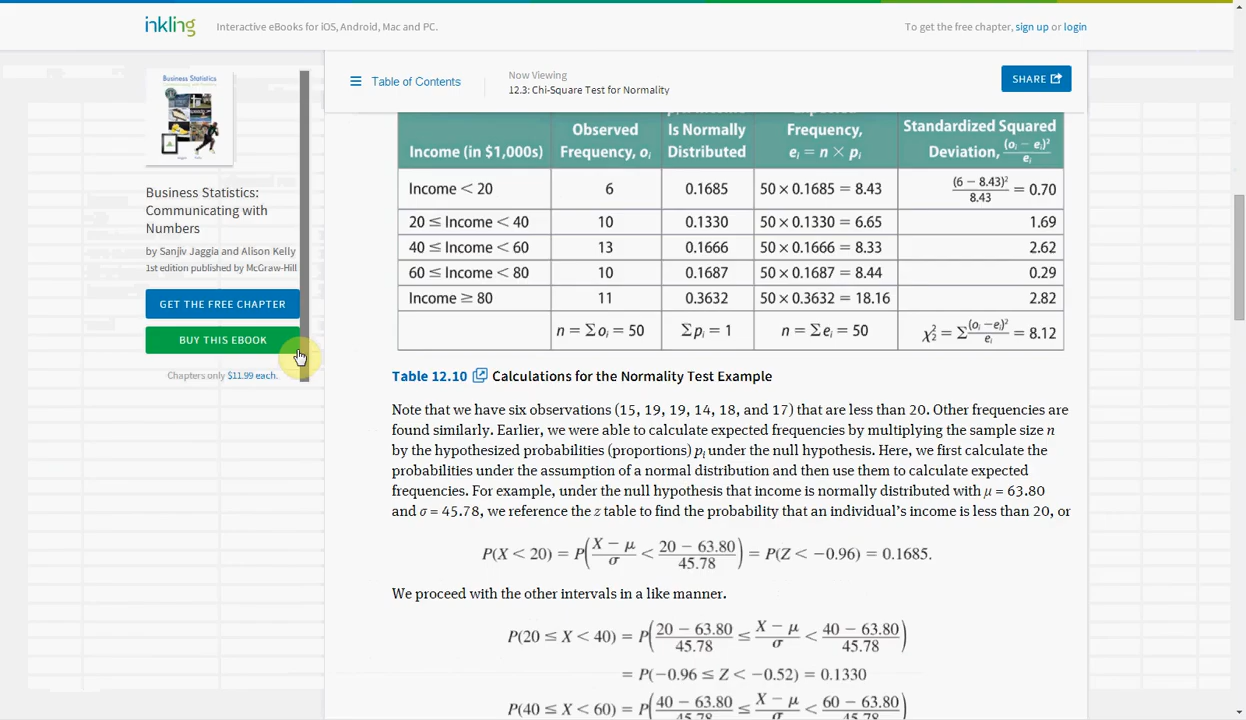 inkling
Interactive eBooks for iOS, Android, Mac and PC.
To get the free chapter, sign up or login
Business Statistics
Business Statistics:
Communicating with
Numbers
by Sanjiv Jaggia and Alison Kelly
1st edition published by McGraw-Hill
GET THE FREE CHAPTER
BUY THIS EBOOK
Chapters only $11.99 each.
Table of Contents
Now Viewing
12.3: Chi-Square Test for Normality
SHARE
Income (in $1,000s) Observed Frequency, oᵢ Is Normally Distributed Frequency, eᵢ = n × pᵢ Standardized Squared Deviation, (oᵢ − eᵢ)²/eᵢ
Income < 20 6 0.1685 50 × 0.1685 = 8.43 (6 − 8.43)²/8.43 = 0.70
20 ≤ Income < 40 10 0.1330 50 × 0.1330 = 6.65 1.69
40 ≤ Income < 60 13 0.1666 50 × 0.1666 = 8.33 2.62
60 ≤ Income < 80 10 0.1687 50 × 0.1687 = 8.44 0.29
Income ≥ 80 11 0.3632 50 × 0.3632 = 18.16 2.82
n = Σoᵢ = 50 Σpᵢ = 1 n = Σeᵢ = 50 χ²₂ = Σ(oᵢ−eᵢ)²/eᵢ = 8.12
Table 12.10 Calculations for the Normality Test Example
Note that we have six observations (15, 19, 19, 14, 18, and 17) that are less than 20. Other frequencies are
found similarly. Earlier, we were able to calculate expected frequencies by multiplying the sample size n
by the hypothesized probabilities (proportions) pᵢ under the null hypothesis. Here, we first calculate the
probabilities under the assumption of a normal distribution and then use them to calculate expected
frequencies. For example, under the null hypothesis that income is normally distributed with μ = 63.80
and σ = 45.78, we reference the z table to find the probability that an individual's income is less than 20, or
P(X < 20) = P((X − μ)/σ < (20 − 63.80)/45.78) = P(Z < −0.96) = 0.1685.
We proceed with the other intervals in a like manner.
P(20 ≤ X < 40) = P((20 − 63.80)/45.78 ≤ (X − μ)/σ < (40 − 63.80)/45.78)
= P(−0.96 ≤ Z < −0.52) = 0.1330
P(40 ≤ X < 60) = P((40 − 63.80)/45.78 ≤ (X − μ)/σ < (60 − 63.80)/45.78)